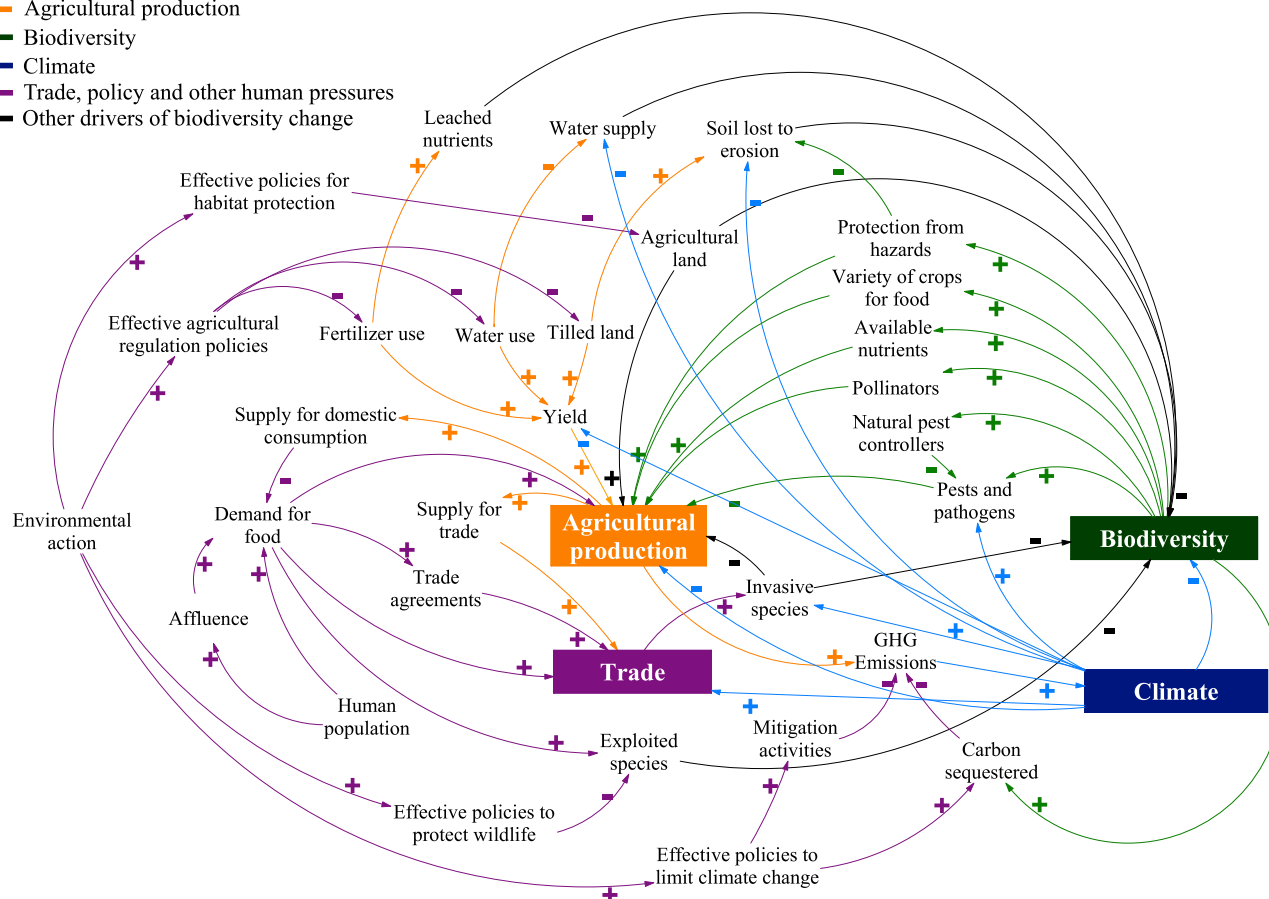 Agricultural production
Biodiversity
Climate
Trade, policy and other human pressures
Other drivers of biodiversity change
Leached
nutrients
Water supply
Soil lost to
erosion
Effective policies for
habitat protection
Agricultural
land
Protection from
hazards
Variety of crops
for food
Available
nutrients
Pollinators
Natural pest
controllers
Pests and
pathogens
Effective agricultural
regulation policies
Fertilizer use
Water use
Tilled land
Yield
Supply for domestic
consumption
Environmental
action
Demand for
food
Supply for
trade
Agricultural
production
Biodiversity
Trade
agreements
Invasive
species
Affluence
GHG
Emissions
Trade
Climate
Human
population
Exploited
species
Mitigation
activities
Carbon
sequestered
Effective policies to
protect wildlife
Effective policies to
limit climate change